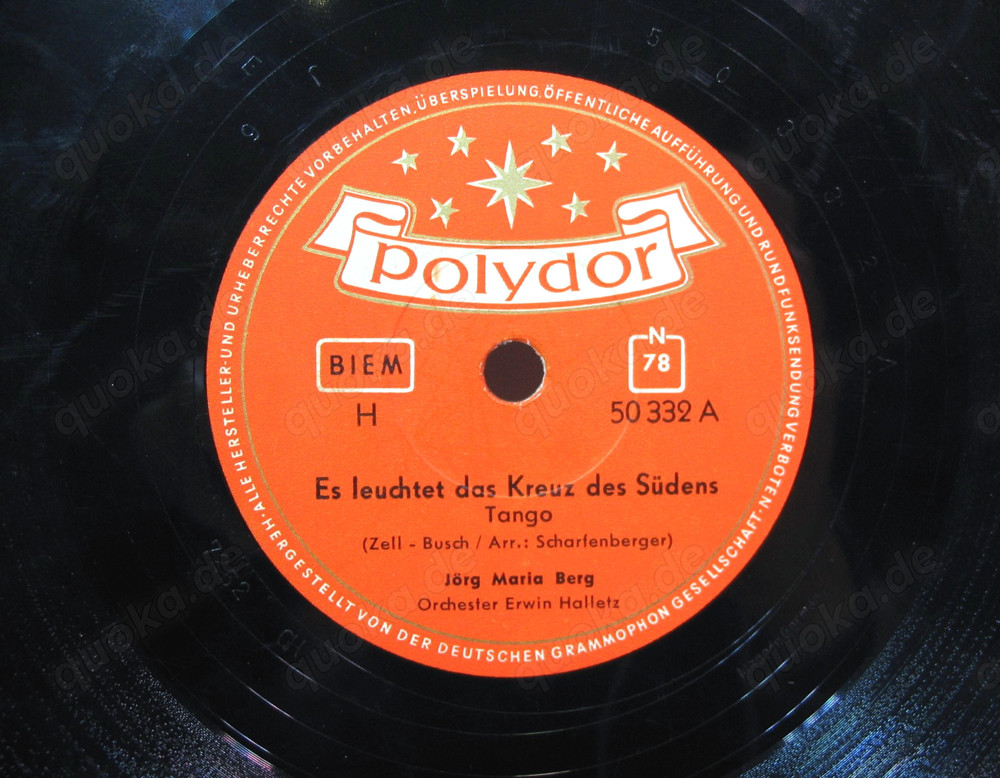 ALLE HERSTELLER- UND URHEBERRECHTE VORBEHALTEN. ÜBERSPIELUNG, ÖFFENTLICHE AUFFÜHRUNG UND RUNDFUNKSENDUNG VERBOTEN · HERGESTELLT VON DER DEUTSCHEN GRAMMOPHON GESELLSCHAFT ·
polydor
BIEM
N
78
H
50 332 A
Es leuchtet das Kreuz des Südens
Tango
(Zell - Busch / Arr.: Scharfenberger)
Jörg Maria Berg
Orchester Erwin Halletz
quoka.de